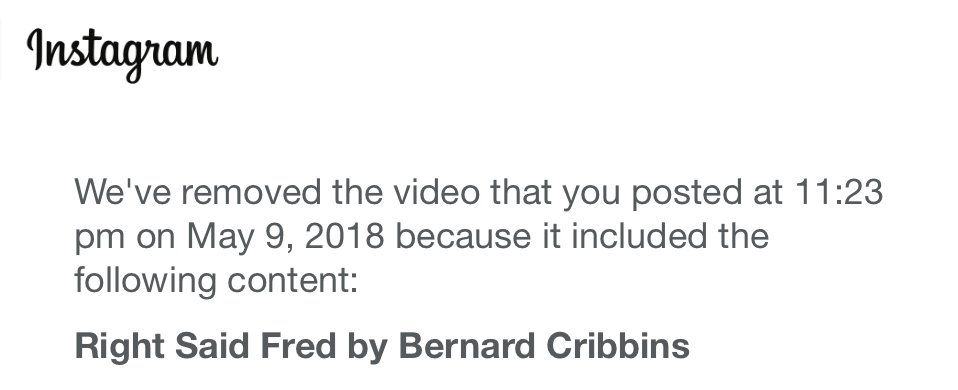 Instagram
We've removed the video that you posted at 11:23
pm on May 9, 2018 because it included the
following content:
Right Said Fred by Bernard Cribbins